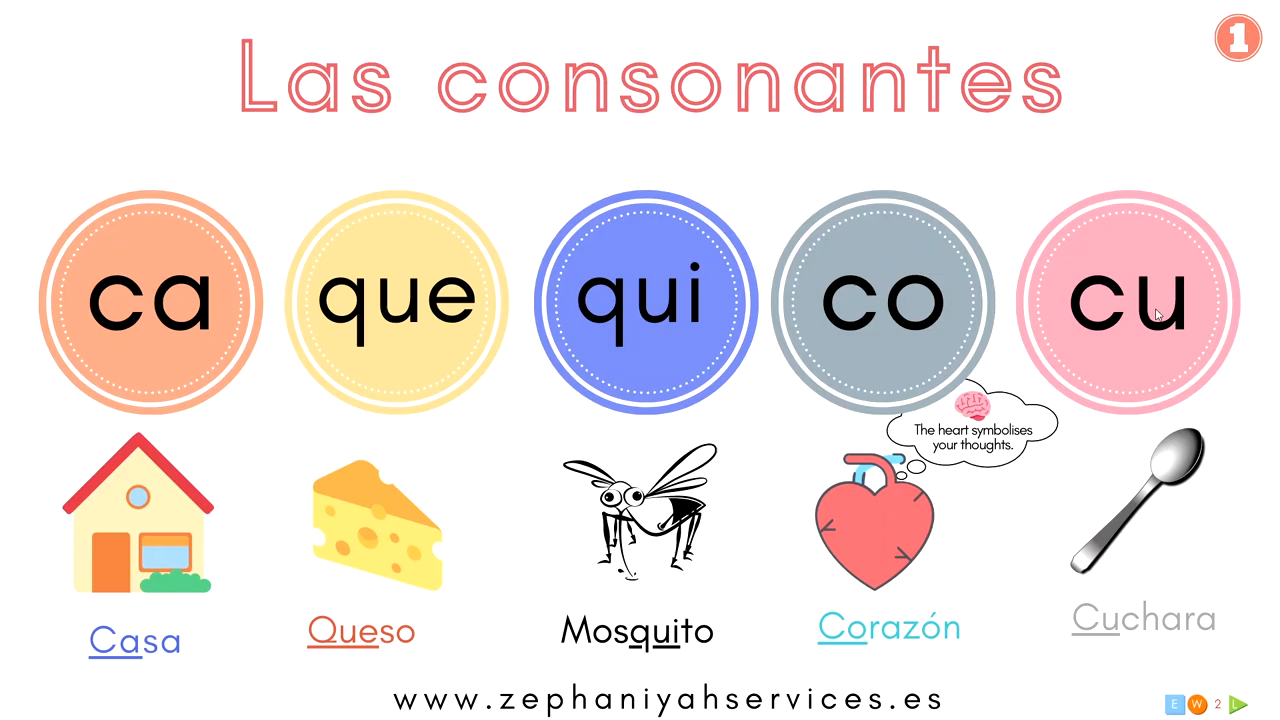 1
Las consonantes
ca que qui co cu
The heart symbolises
your thoughts.
Casa Queso Mosquito Corazón Cuchara
www.zephaniyahservices.es
E W 2 L